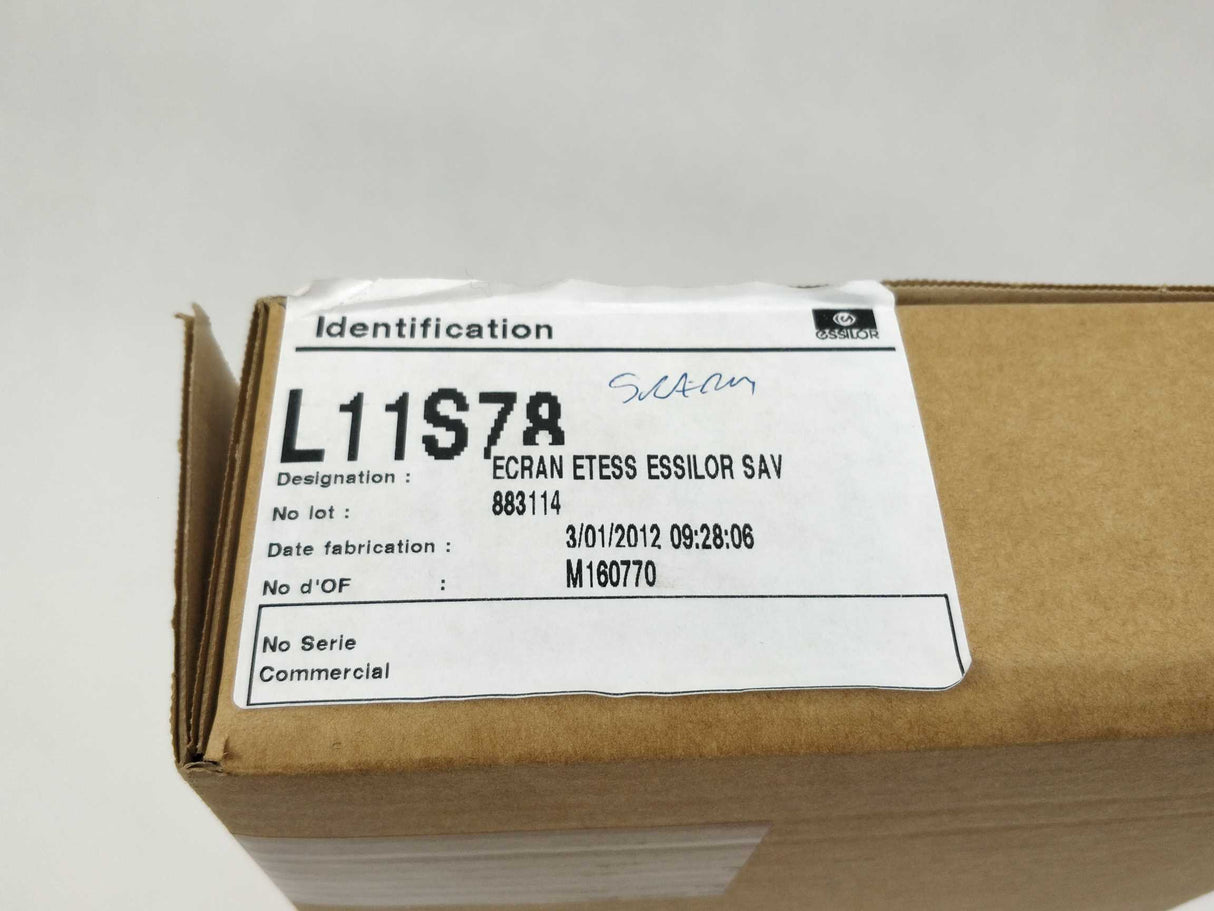 Identification
essilor
L11S78
Designation : ECRAN ETESS ESSILOR SAV
No lot : 883114
Date fabrication : 3/01/2012 09:28:06
No d'OF : M160770
No Serie
Commercial